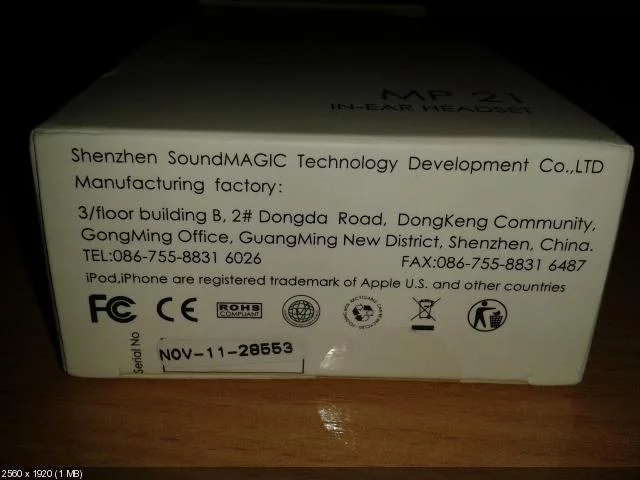 MP 21
IN-EAR HEADSET
Shenzhen SoundMAGIC Technology Development Co.,LTD
Manufacturing factory:
3/floor building B, 2# Dongda Road, DongKeng Community,
GongMing Office, GuangMing New District, Shenzhen, China.
TEL:086-755-8831 6026 FAX:086-755-8831 6487
iPod,iPhone are registered trademark of Apple U.S. and other countries
FC CE ROHS
COMPLIANT
Serial No NOV-11-28553
2560 x 1920 (1 MB)